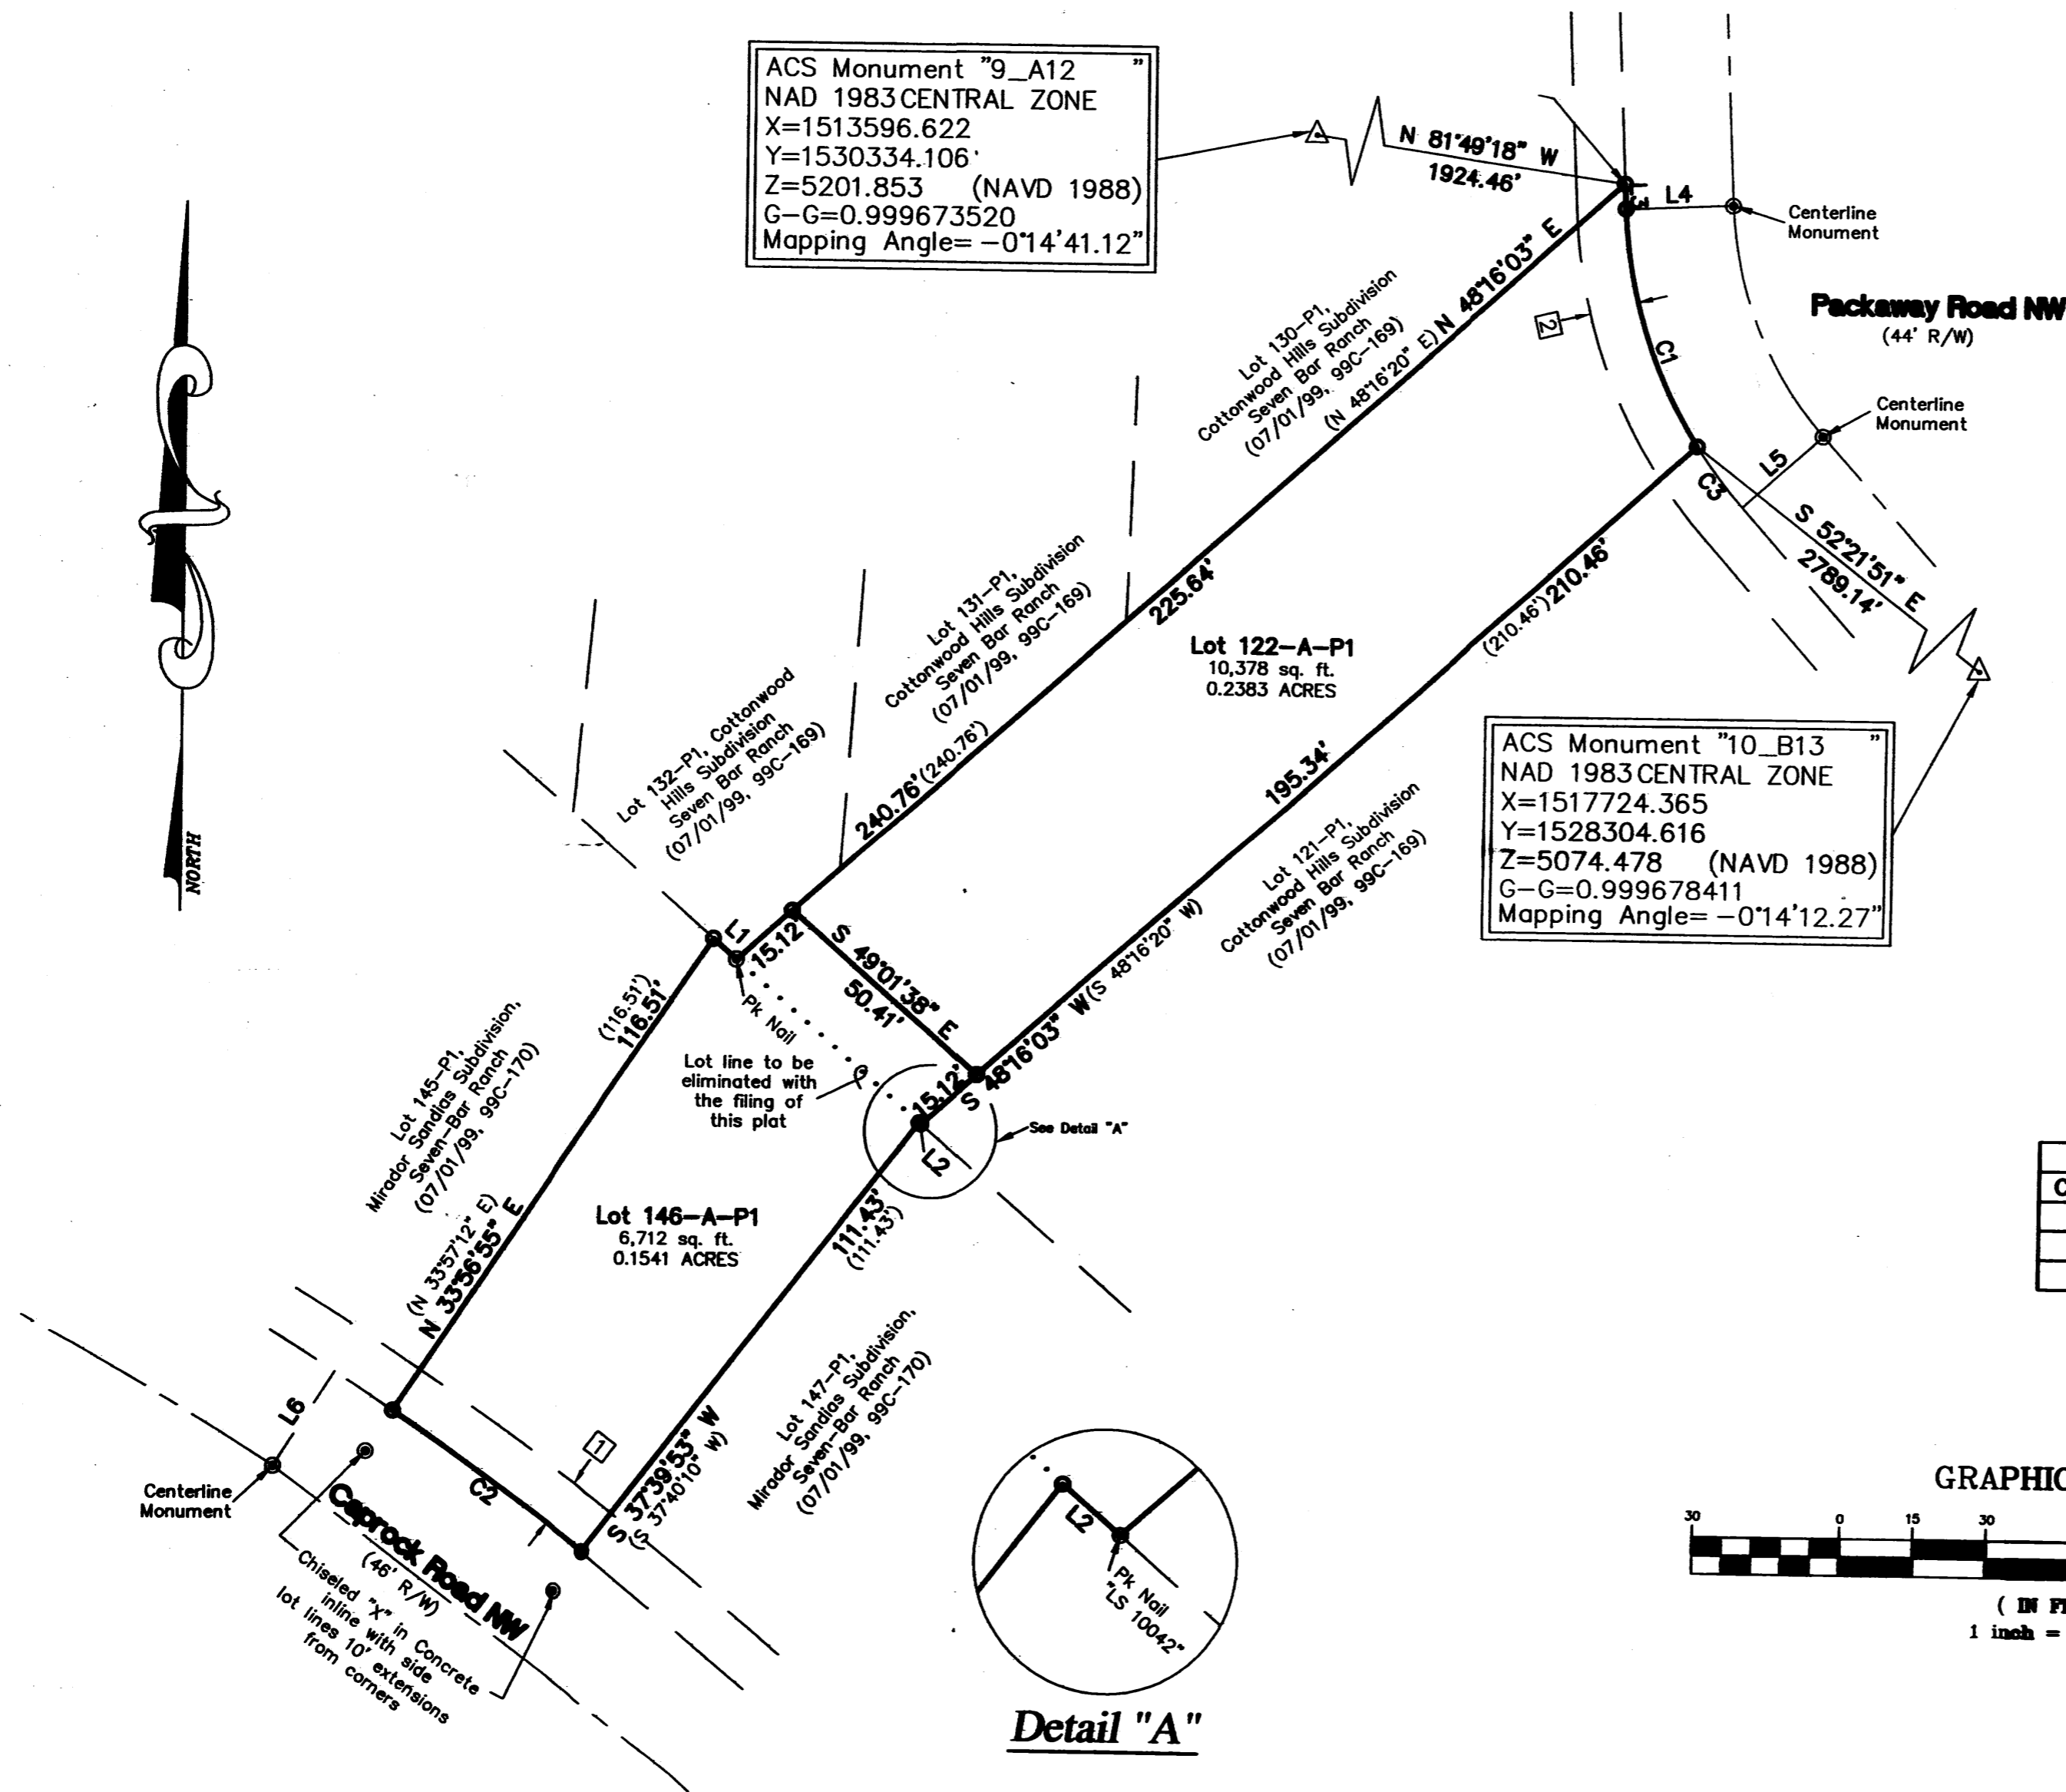 ACS Monument "9_A12 "
NAD 1983 CENTRAL ZONE
X=1513596.622
Y=1530334.106
Z=5201.853 (NAVD 1988)
G-G=0.999673520
Mapping Angle= -0°14'41.12"
N 81°49'18" W
1924.46'
L4
Centerline
Monument
Packaway Road NW
(44' R/W)
2
C1
Centerline
Monument
L5
C3
S 52°21'51" E
2789.14'
Lot 130-P1,
Cottonwood Hills Subdivision
Seven Bar Ranch
(07/01/99, 99C-169)
(N 48°16'20" E) N 48°16'03" E
Lot 131-P1,
Cottonwood Hills Subdivision
Seven Bar Ranch
(07/01/99, 99C-169)
225.64'
Lot 122-A-P1
10,378 sq. ft.
0.2383 ACRES
(210.46') 210.46'
Lot 132-P1, Cottonwood
Hills Subdivision
Seven Bar Ranch
(07/01/99, 99C-169)
240.76' (240.76')
195.34'
ACS Monument "10_B13 "
NAD 1983 CENTRAL ZONE
X=1517724.365
Y=1528304.616
Z=5074.478 (NAVD 1988)
G-G=0.999678411
Mapping Angle= -0°14'12.27"
Lot 121-P1,
Cottonwood Hills Subdivision
Seven Bar Ranch
(07/01/99, 99C-169)
NORTH
L1
15.12'
S 49°01'38" E
50.41'
Pk Nail
S 48°16'03" W (S 48°16'20" W)
15.12'
Lot line to be
eliminated with
the filing of
this plat
See Detail "A"
L2
(116.51')
116.51'
Lot 145-P1,
Mirador Sandias Subdivision,
Seven-Bar Ranch
(07/01/99, 99C-170)
(N 33°57'12" E)
N 33°56'55" E
Lot 146-A-P1
6,712 sq. ft.
0.1541 ACRES
111.43'
(111.43')
Lot 147-P1,
Mirador Sandias Subdivision,
Seven-Bar Ranch
(07/01/99, 99C-170)
S 37°39'53" W
(S 37°40'10" W)
1
L6
C2
Centerline
Monument
Caprock Road NW
(46' R/W)
Chiseled "X" in Concrete
inline with side
lot lines 10' extensions
from corners
L2
Pk Nail
"LS 10042"
Detail "A"
C
GRAPHIC
30 0 15 30
( IN F
1 inch =